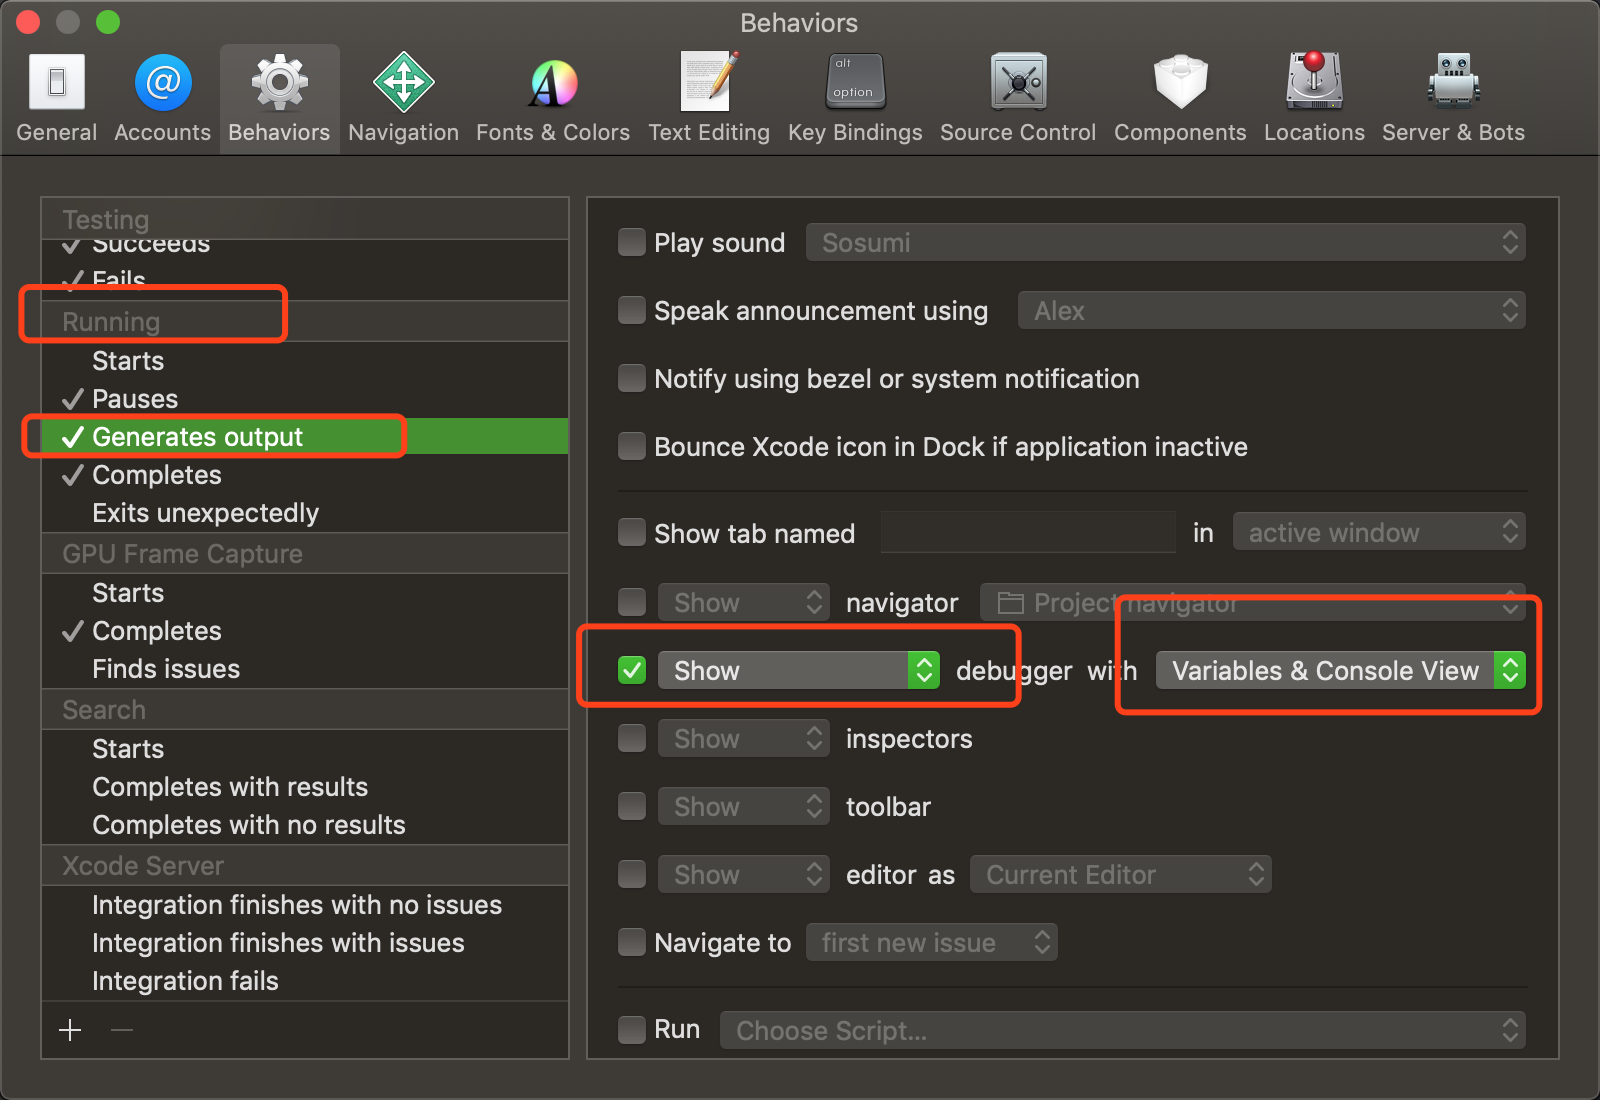 Behaviors
General
Accounts
Behaviors
Navigation
Fonts & Colors
Text Editing
alt
option
Key Bindings
Source Control
Components
Locations
Server & Bots
Testing
Succeeds
Fails
Running
Starts
Pauses
Generates output
Completes
Exits unexpectedly
GPU Frame Capture
Starts
Completes
Finds issues
Search
Starts
Completes with results
Completes with no results
Xcode Server
Integration finishes with no issues
Integration finishes with issues
Integration fails
Play sound Sosumi
Speak announcement using Alex
Notify using bezel or system notification
Bounce Xcode icon in Dock if application inactive
Show tab named in active window
Show navigator Project navigator
Show debugger with Variables & Console View
Show inspectors
Show toolbar
Show editor as Current Editor
Navigate to first new issue
Run Choose Script...